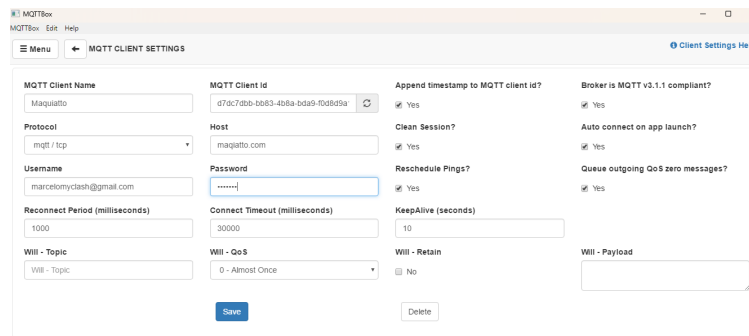 MQTTBox
MQTTBox Edit Help
Menu MQTT CLIENT SETTINGS Client Settings He
MQTT Client Name MQTT Client Id Append timestamp to MQTT client id? Broker is MQTT v3.1.1 compliant?
Maquiatto d7dc7dbb-bb83-4b8a-bda9-f0d8d9a Yes Yes
Protocol Host Clean Session? Auto connect on app launch?
mqtt / tcp maqiatto.com Yes Yes
Username Password Reschedule Pings? Queue outgoing QoS zero messages?
marcelomyclash@gmail.com ••••••• Yes Yes
Reconnect Period (milliseconds) Connect Timeout (milliseconds) KeepAlive (seconds)
1000 30000 10
Will - Topic Will - QoS Will - Retain Will - Payload
Will - Topic 0 - Almost Once No
Save Delete